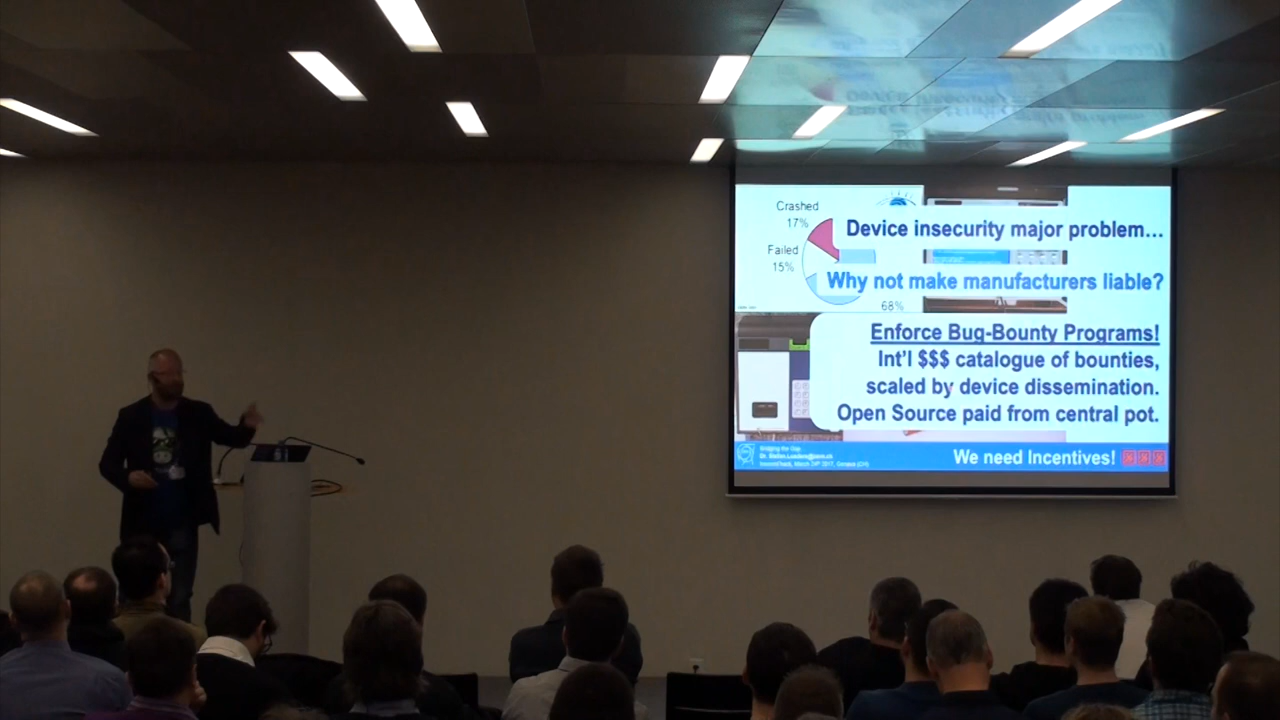 Crashed
17%
Device insecurity major problem...
Failed
15%
Why not make manufacturers liable?
68%
Enforce Bug-Bounty Programs!
Int'l $$$ catalogue of bounties,
scaled by device dissemination.
Open Source paid from central pot.
We need Incentives!